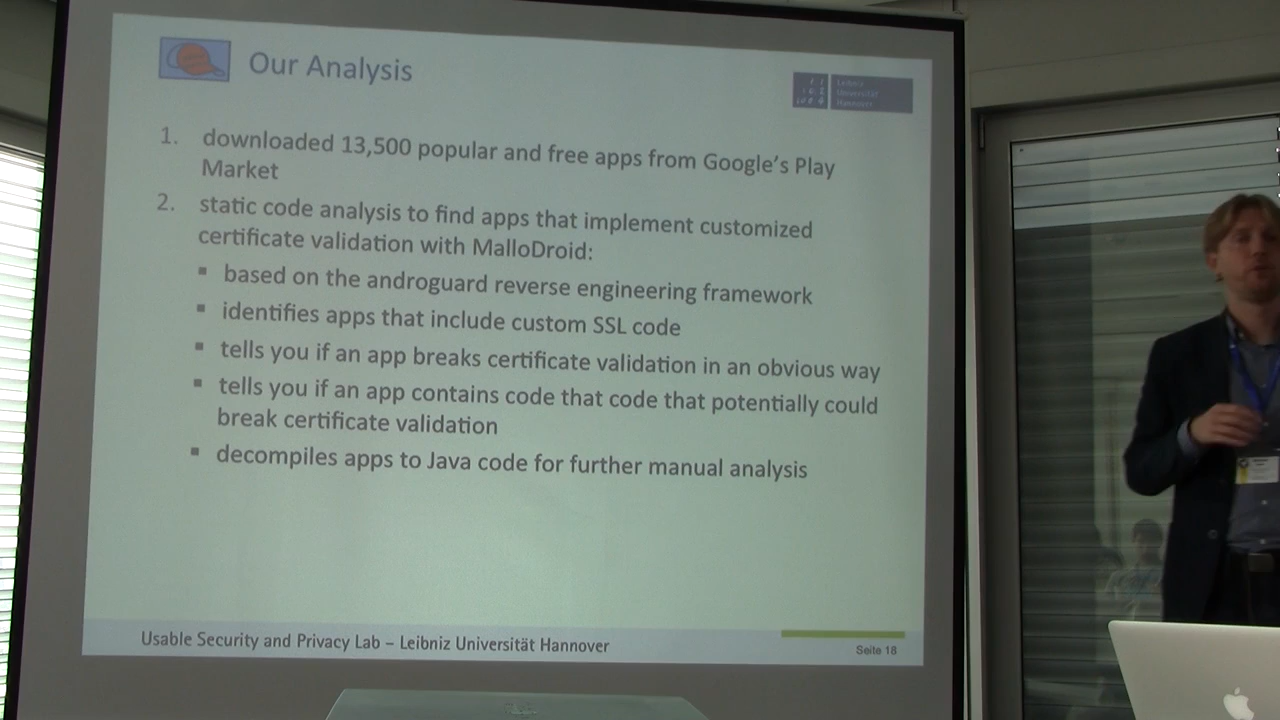 Our Analysis
Leibniz
Universität
Hannover
1. downloaded 13,500 popular and free apps from Google's Play
Market
2. static code analysis to find apps that implement customized
certificate validation with MalloDroid:
▪ based on the androguard reverse engineering framework
▪ identifies apps that include custom SSL code
▪ tells you if an app breaks certificate validation in an obvious way
▪ tells you if an app contains code that code that potentially could
break certificate validation
▪ decompiles apps to Java code for further manual analysis
Usable Security and Privacy Lab – Leibniz Universität Hannover
Seite 18